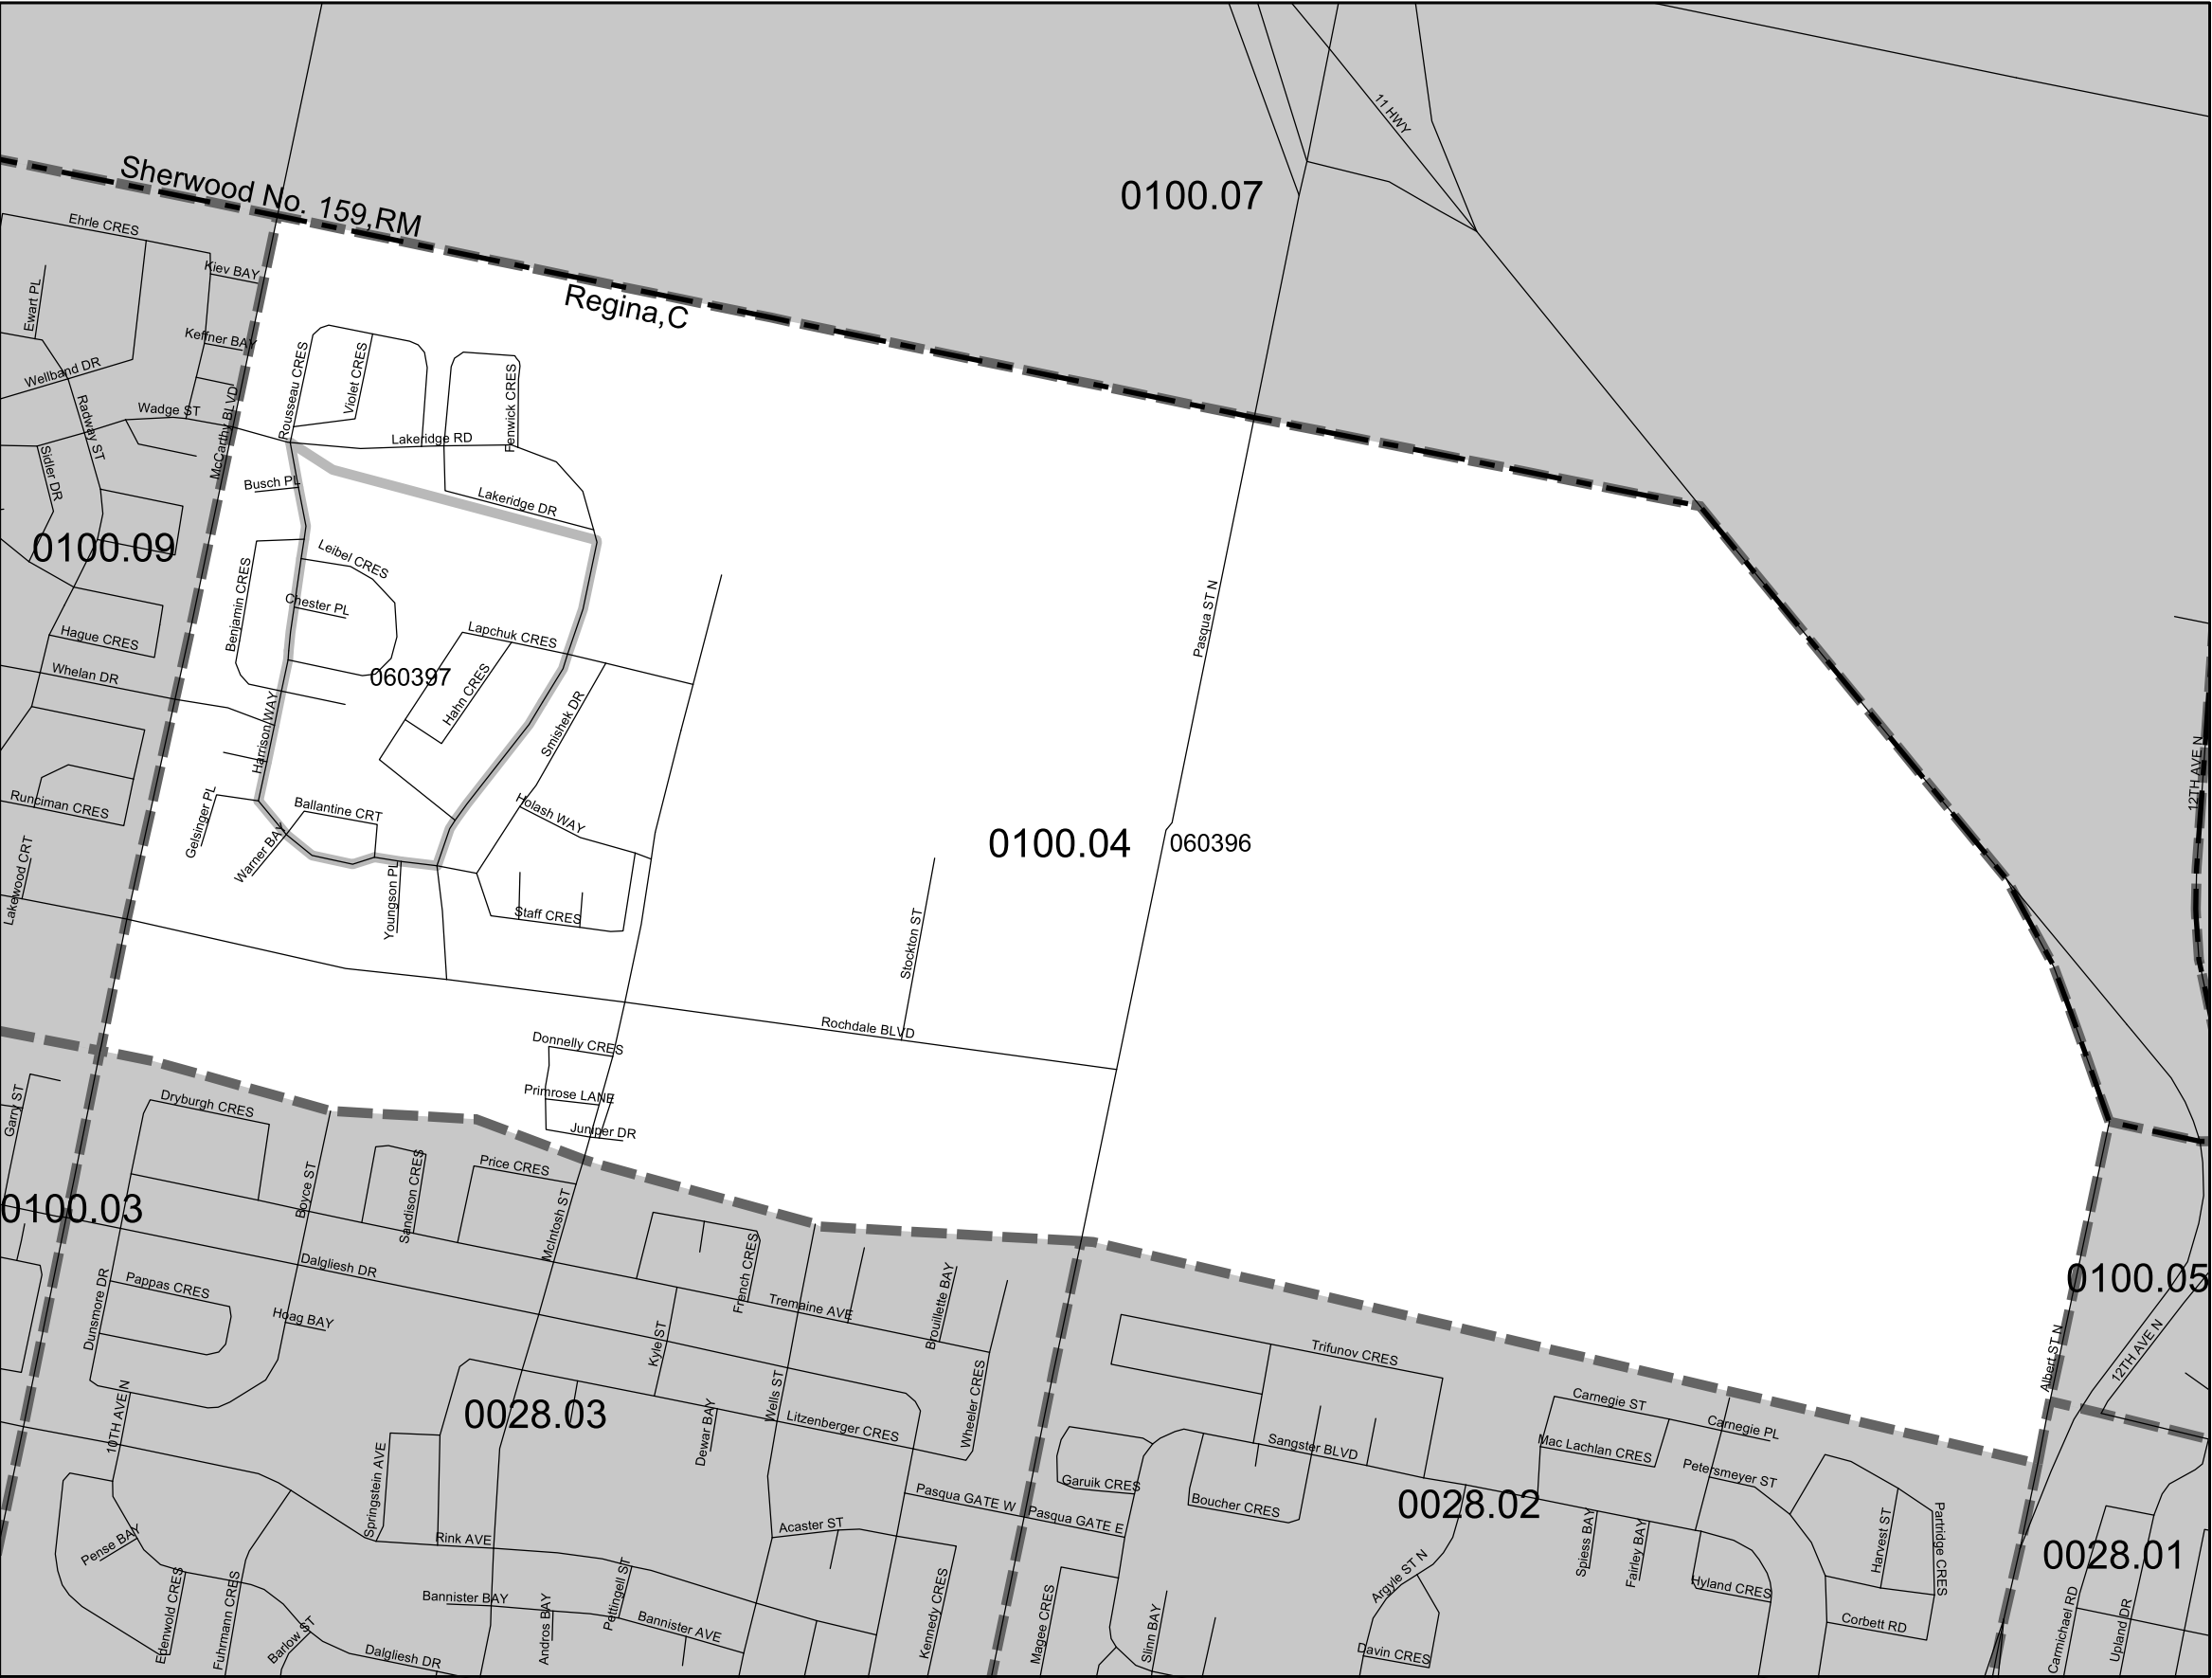 11 HWY
0100.07
Sherwood No. 159,RM
Regina,C
Ehrle CRES
Kiev BAY
Ewart PL
Keffner BAY
Wellband DR
Radway ST
Wadge ST
McCarthy BLVD
Rousseau CRES
Violet CRES
Fenwick CRES
Lakeridge RD
Sidler DR
Busch PL
Lakeridge DR
0100.09
Leibel CRES
Benjamin CRES
Chester PL
Hague CRES
Lapchuk CRES
Pasqua ST N
Whelan DR
060397
Hahn CRES
Harrison WAY
Smishek DR
12TH AVE N
Runciman CRES
Gelsinger PL
Ballantine CRT
Holash WAY
Warner BAY
0100.04
060396
Lakewood CRT
Youngson PL
Staff CRES
Stockton ST
Rochdale BLVD
Donnelly CRES
Primrose LANE
Juniper DR
Garry ST
Dryburgh CRES
Boyce ST
Sandison CRES
Price CRES
McIntosh ST
0100.03
Dalgliesh DR
Pappas CRES
Dunsmore DR
Hoag BAY
French CRES
Tremaine AVE
Brouillette BAY
Kyle ST
0100.05
Albert ST N
12TH AVE N
Trifunov CRES
Wheeler CRES
Wells ST
Litzenberger CRES
Dewar BAY
0028.03
10TH AVE N
Springstein AVE
Carnegie ST
Carnegie PL
Sangster BLVD
Mac Lachlan CRES
Petersmeyer ST
Garuik CRES
Boucher CRES
0028.02
Pasqua GATE W
Pasqua GATE E
Acaster ST
Rink AVE
Pense BAY
Edenwold CRES
Fuhrmann CRES
Barlow ST
Dalgliesh DR
Bannister BAY
Andros BAY
Pettingell ST
Bannister AVE
Kennedy CRES
Magee CRES
Slinn BAY
Argyle ST N
Davin CRES
Spiess BAY
Fairley BAY
Hyland CRES
Harvest ST
Partridge CRES
Corbett RD
0028.01
Carmichael RD
Upland DR